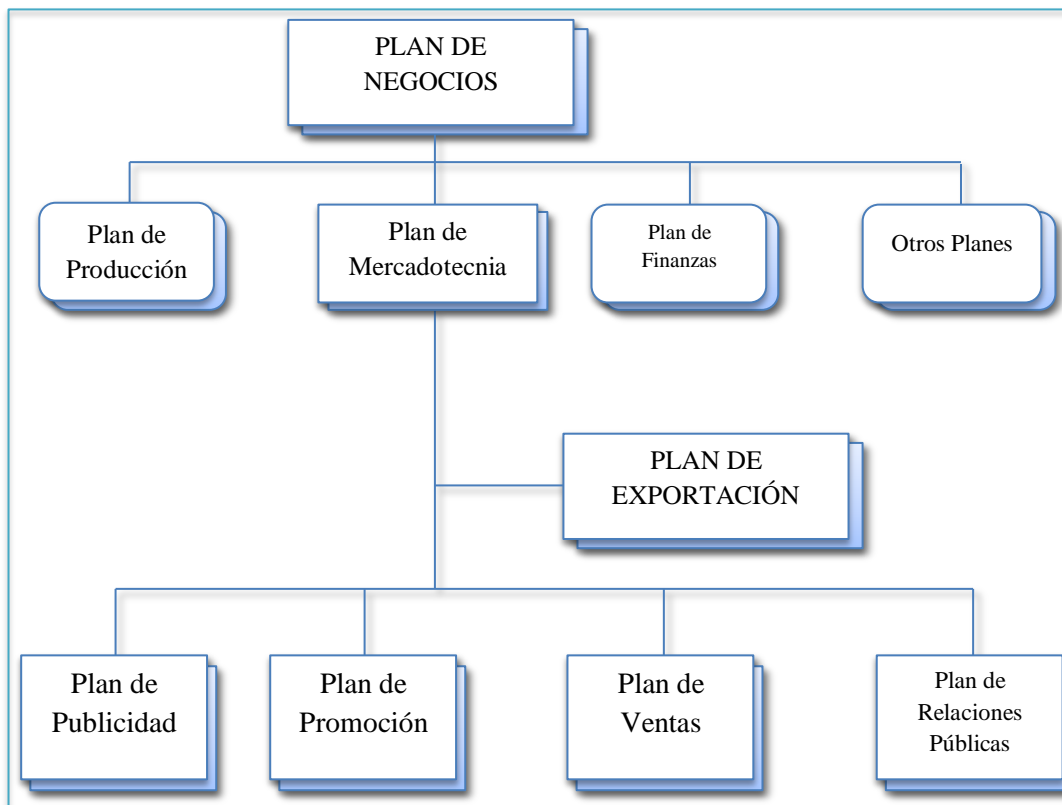 PLAN DE
NEGOCIOS
Plan de
Producción
Plan de
Mercadotecnia
Plan de
Finanzas
Otros Planes
PLAN DE
EXPORTACIÓN
Plan de
Publicidad
Plan de
Promoción
Plan de
Ventas
Plan de
Relaciones
Públicas